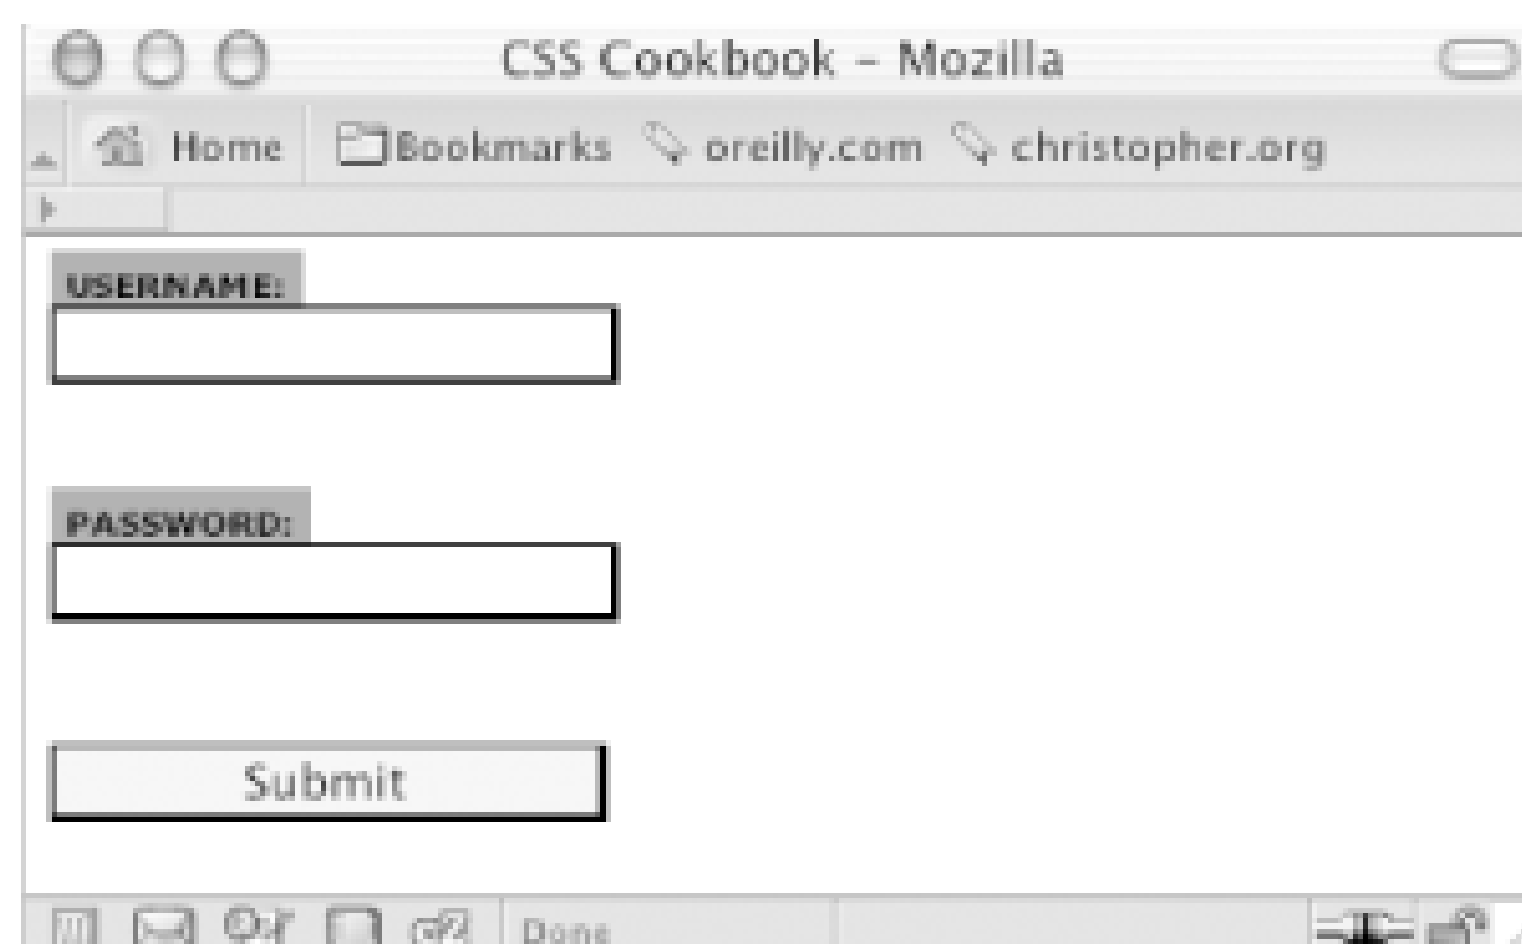 CSS Cookbook – Mozilla
Home Bookmarks oreilly.com christopher.org
USERNAME:
PASSWORD:
Submit
Done